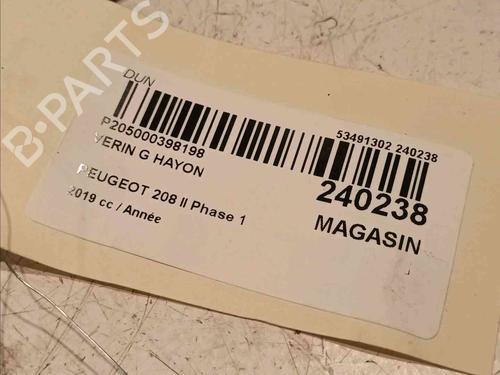 B-PARTS
DUN
P205000398198
VERIN G HAYON
PEUGEOT 208 II Phase 1
2019 cc / Année
53491302 240238
240238
MAGASIN